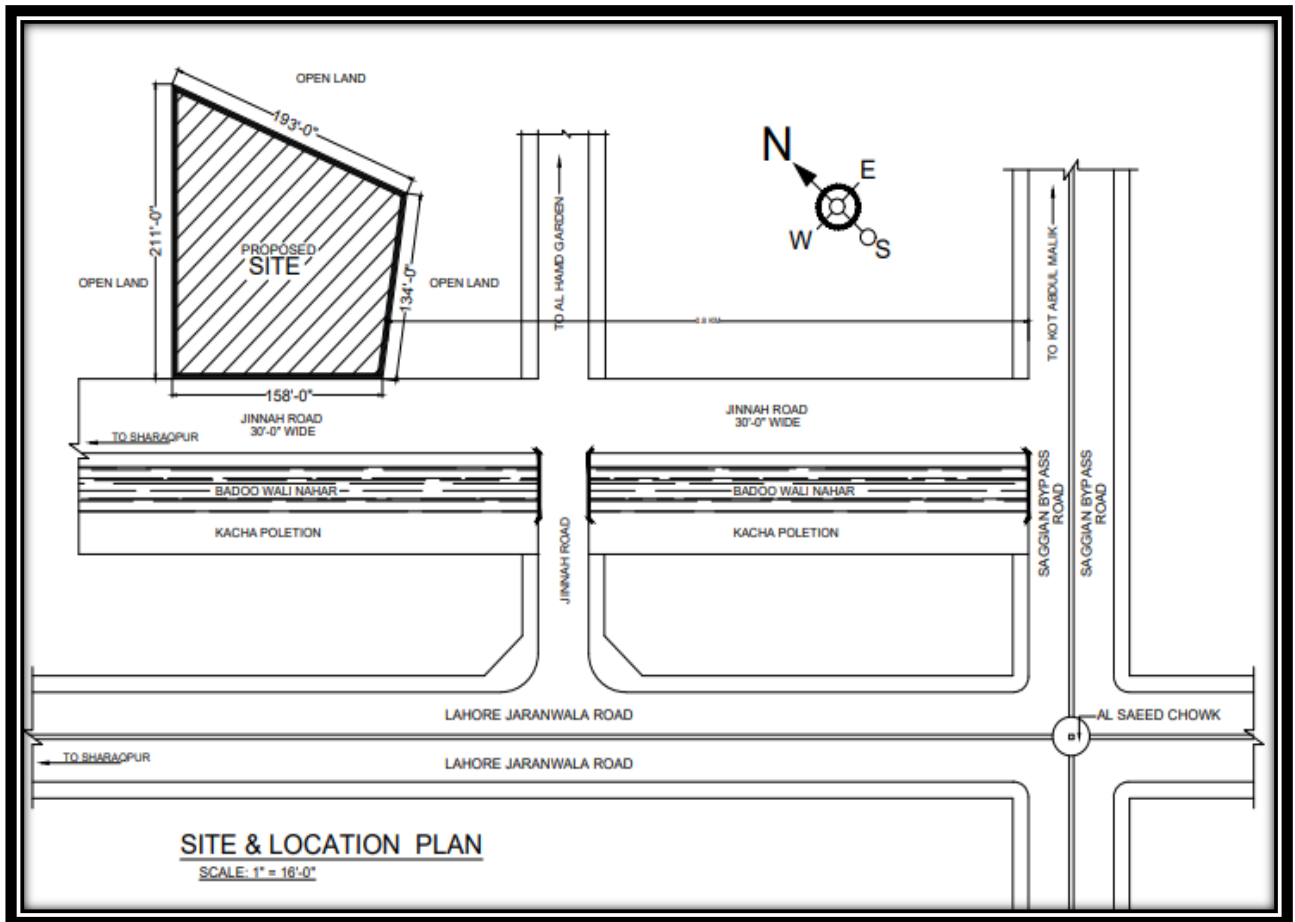 OPEN LAND
193'-0"
211'-0"
PROPOSED
SITE
134'-0"
OPEN LAND
OPEN LAND
158'-0"
N
E
W
S
TO AL HAMD GARDEN
TO KOT ABDUL MALIK
JINNAH ROAD
30'-0" WIDE
JINNAH ROAD
30'-0" WIDE
TO SHARAQPUR
BADOO WALI NAHAR
BADOO WALI NAHAR
KACHA POLETION
KACHA POLETION
JINNAH ROAD
SAGGIAN BYPASS
ROAD
SAGGIAN BYPASS
ROAD
LAHORE JARANWALA ROAD
AL SAEED CHOWK
TO SHARAQPUR
LAHORE JARANWALA ROAD
SITE & LOCATION PLAN
SCALE: 1" = 16'-0"